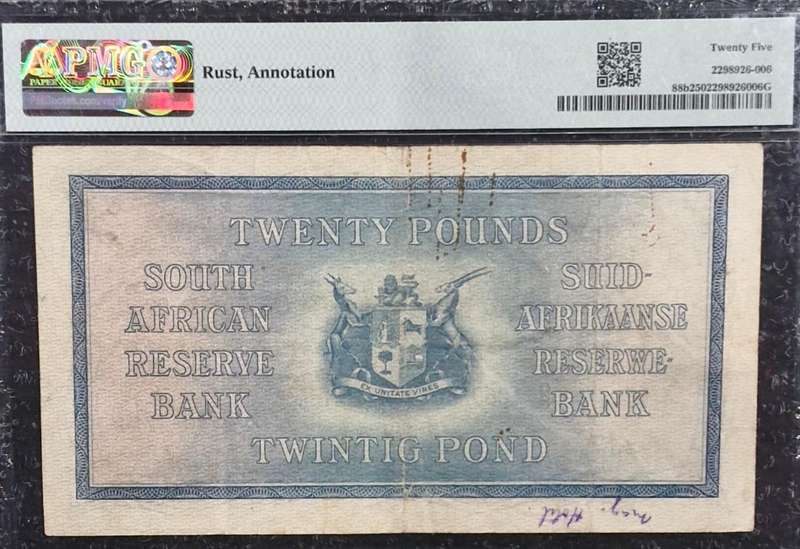 PMG
Rust, Annotation
Twenty Five
2298926-006
88b2502298926006G
TWENTY POUNDS
SOUTH
AFRICAN
RESERVE
BANK
SUID-
AFRIKAANSE
RESERWE-
BANK
EX UNITATE VIRES
TWINTIG POND